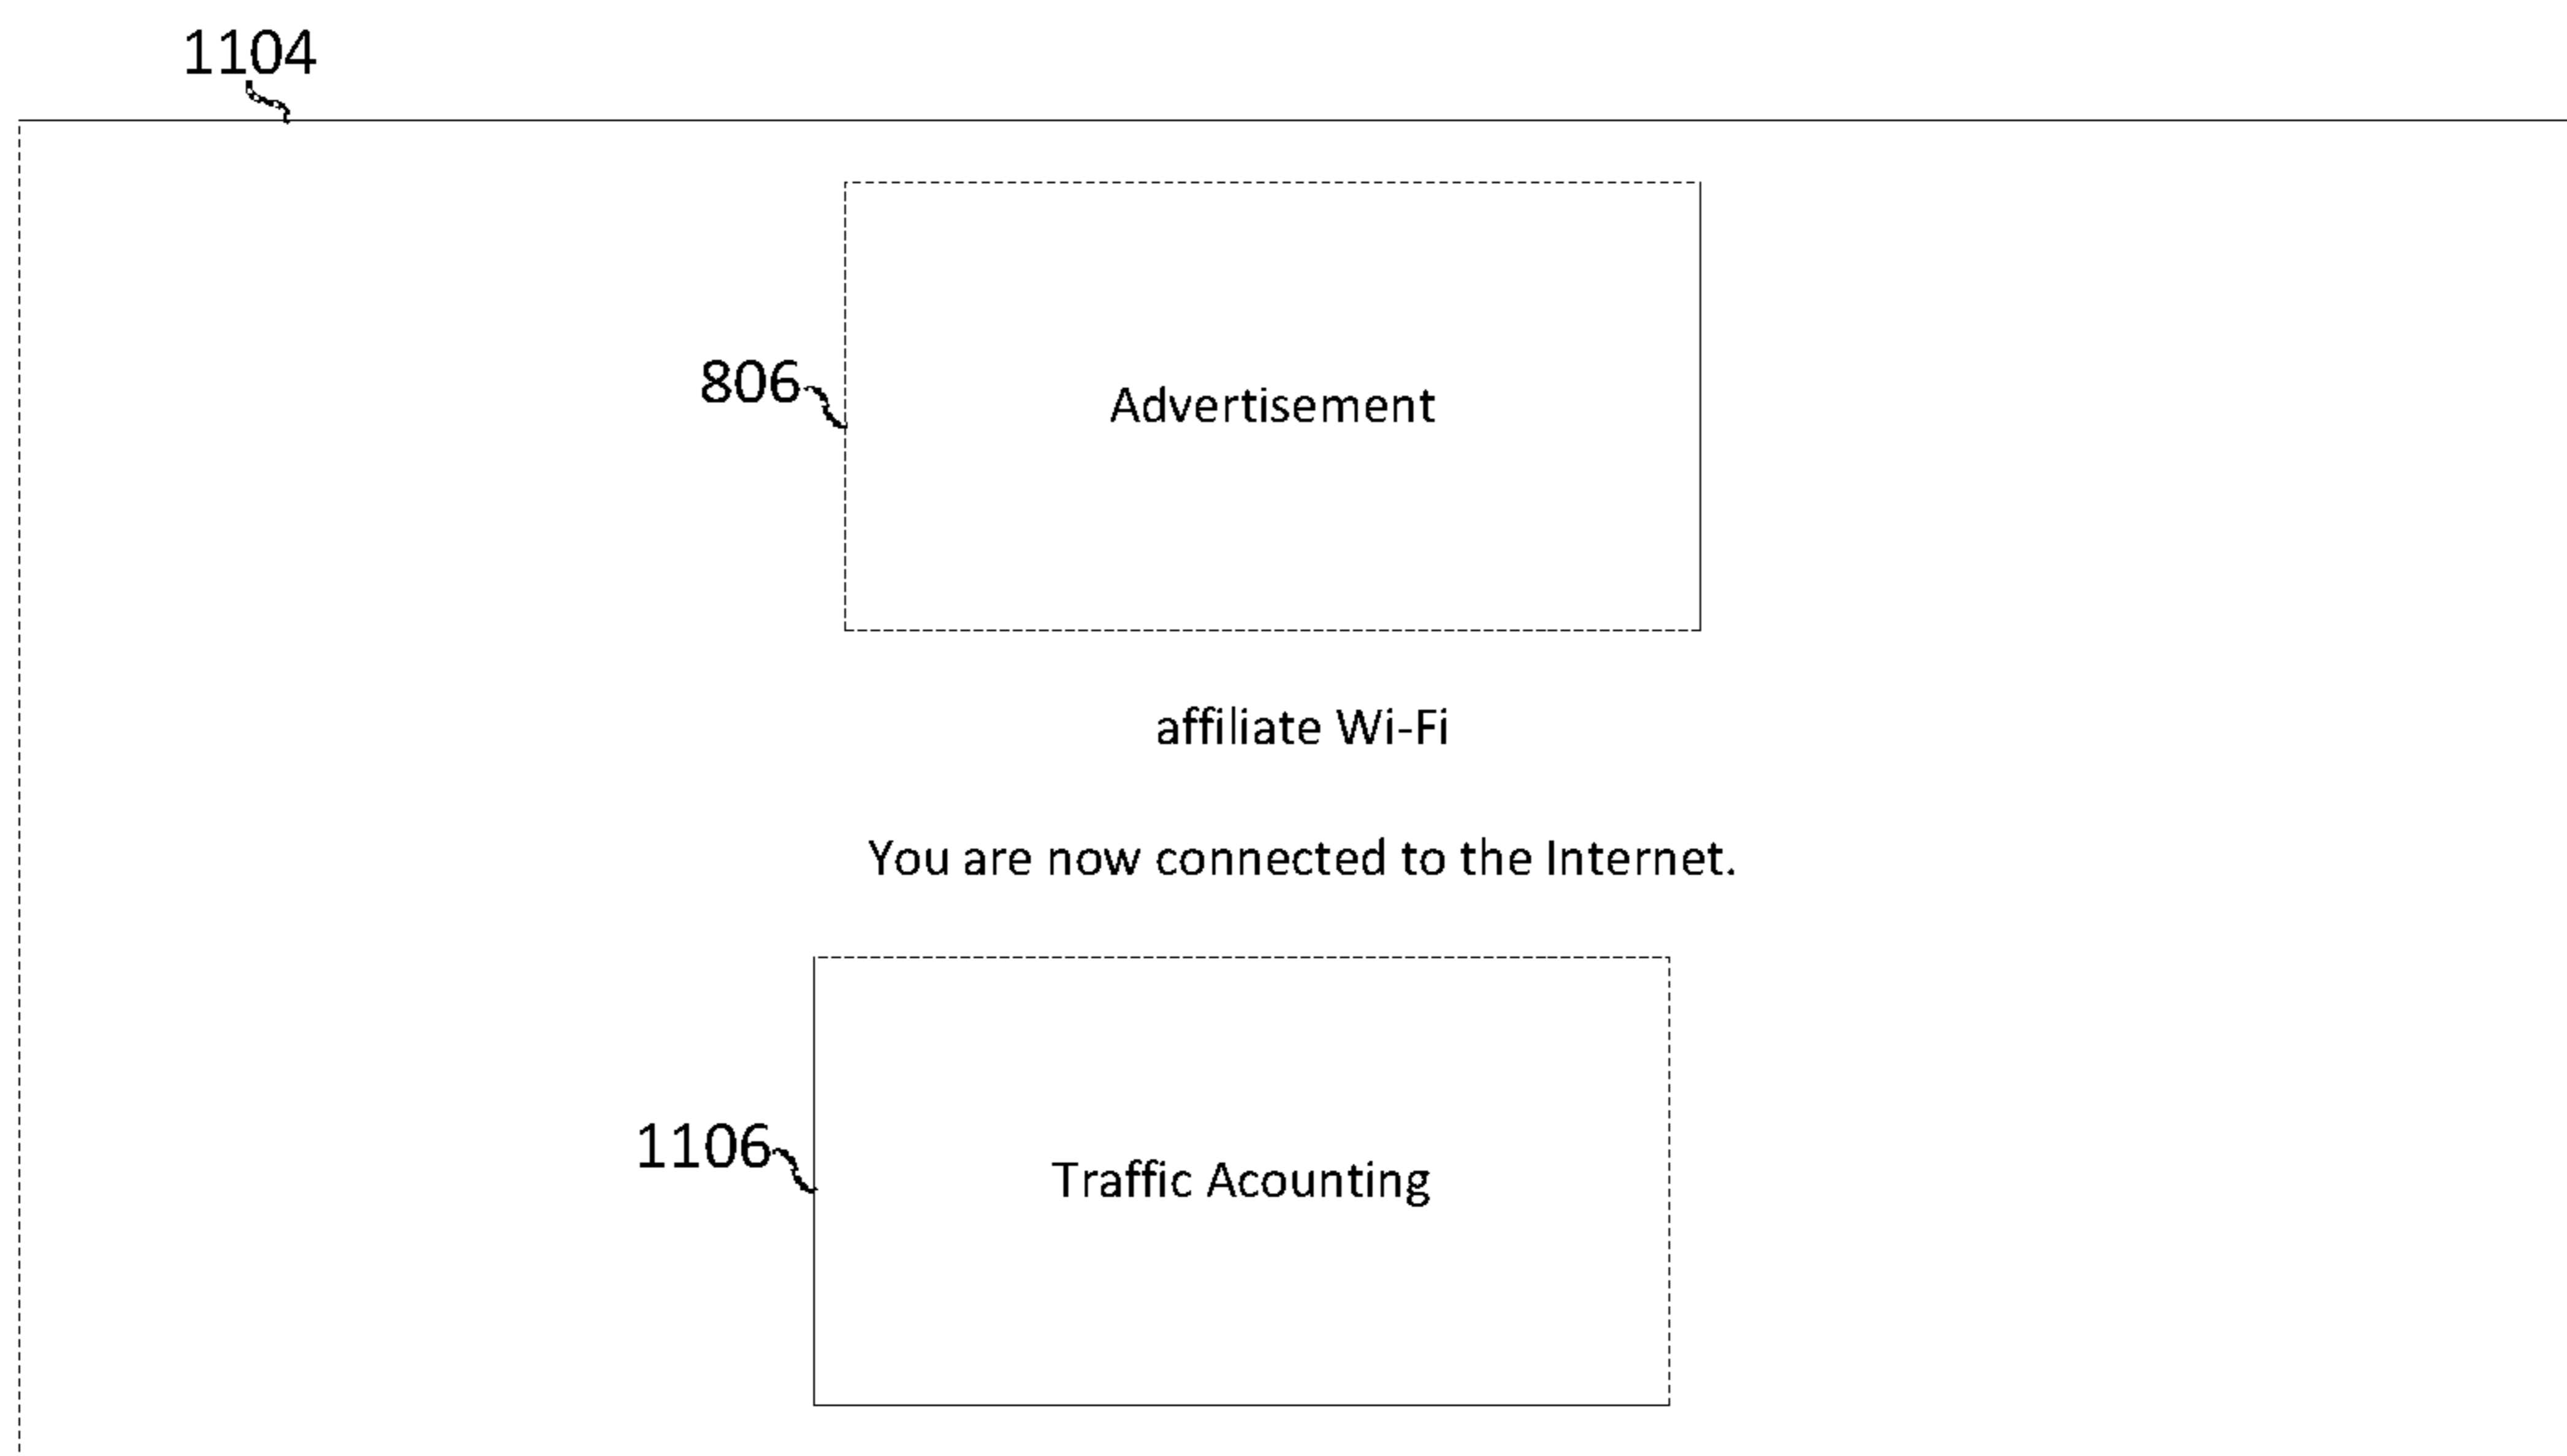 1104
806
Advertisement
affiliate Wi-Fi
You are now connected to the Internet.
1106
Traffic Acounting